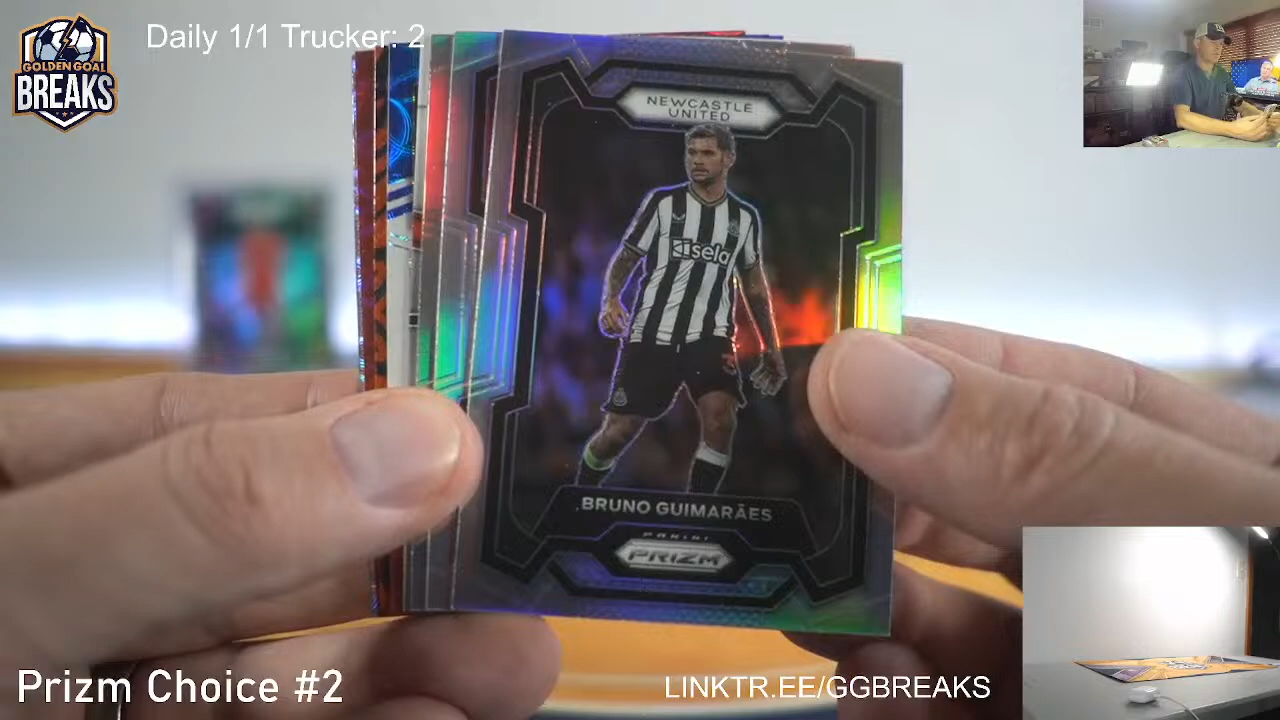 GOLDEN GOAL
BREAKS
Daily 1/1 Trucker: 2
NEWCASTLE
UNITED
sela
BRUNO GUIMARÃES
PANINI
PRIZM
Prizm Choice #2
LINKTR.EE/GGBREAKS